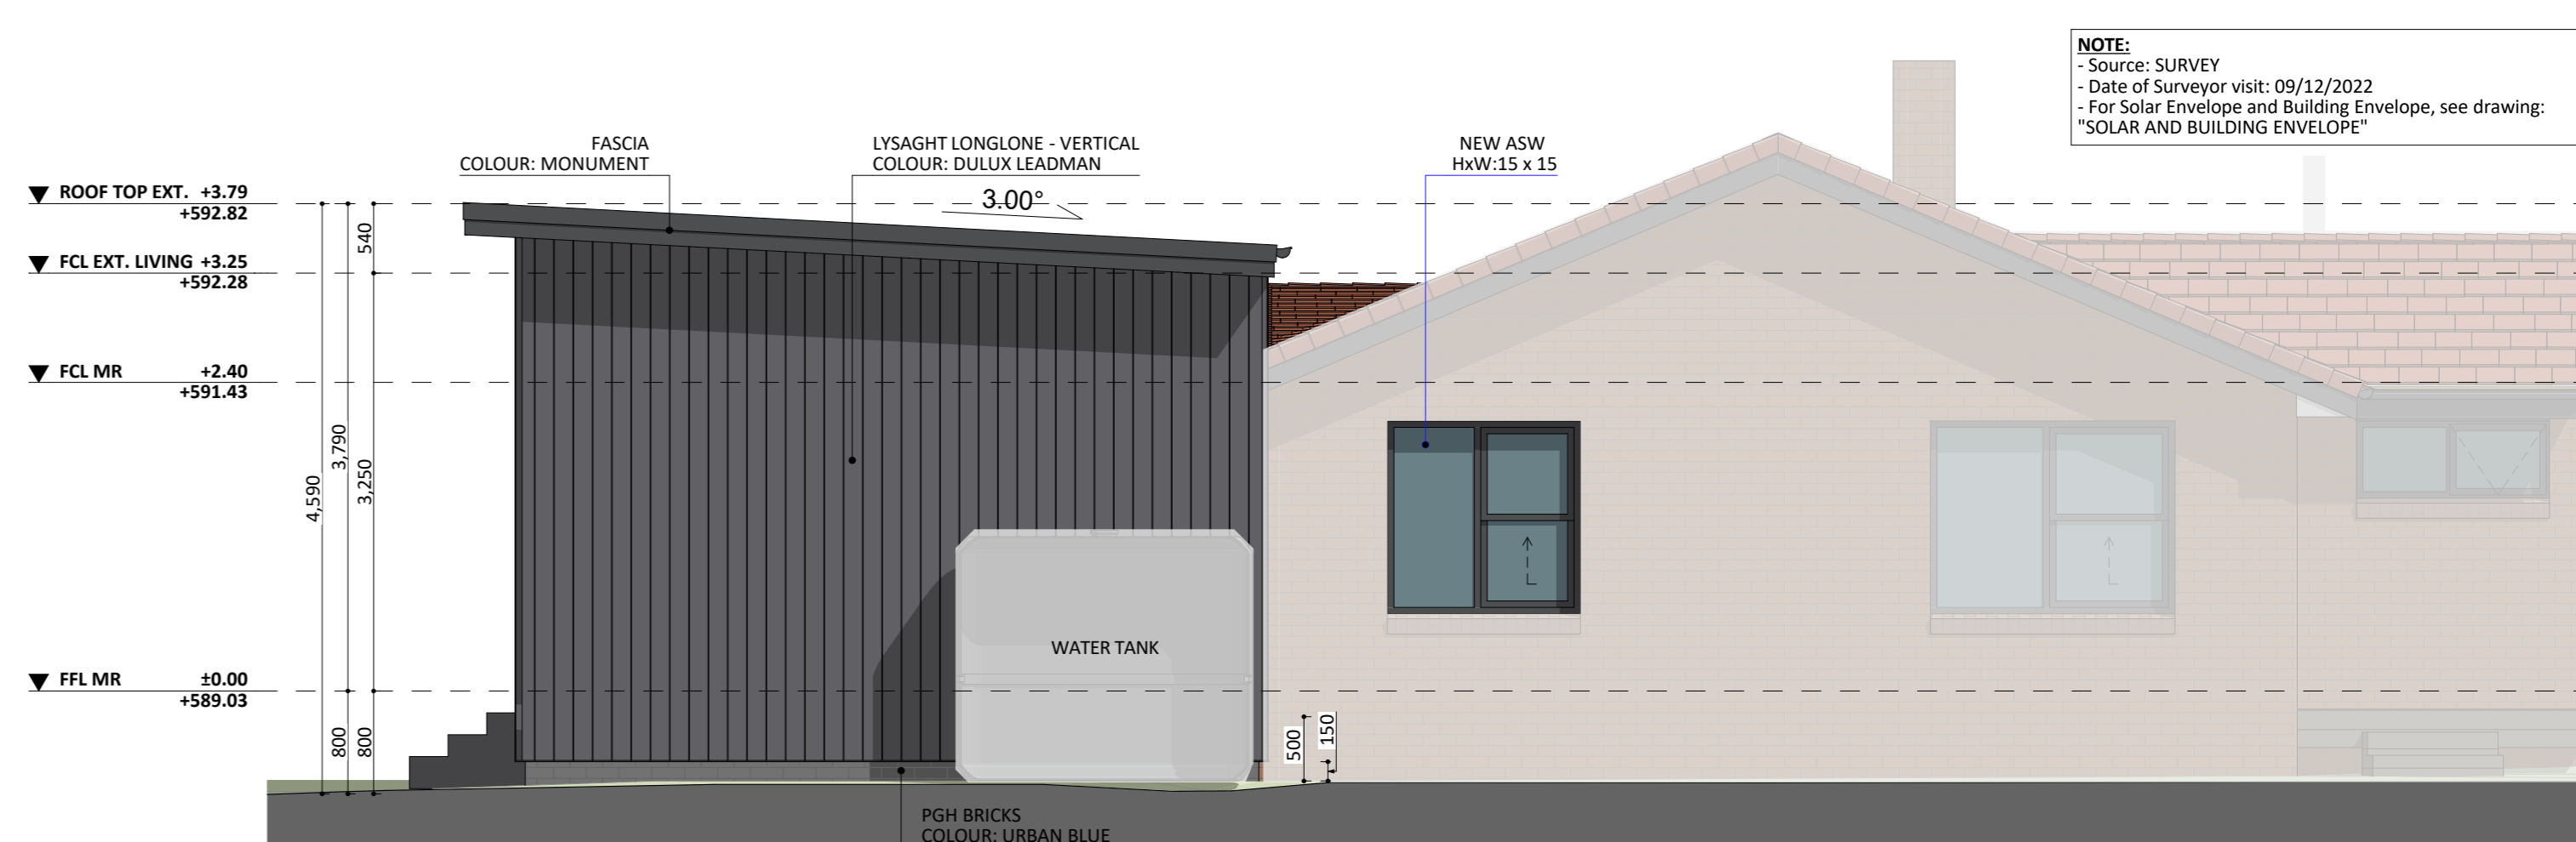 NOTE:
- Source: SURVEY
- Date of Surveyor visit: 09/12/2022
- For Solar Envelope and Building Envelope, see drawing:
"SOLAR AND BUILDING ENVELOPE"
FASCIA
COLOUR: MONUMENT
LYSAGHT LONGLONE - VERTICAL
COLOUR: DULUX LEADMAN
3.00°
NEW ASW
HxW:15 x 15
ROOF TOP EXT. +3.79
+592.82
FCL EXT. LIVING +3.25
+592.28
FCL MR +2.40
+591.43
FFL MR ±0.00
+589.03
4,590
3,790
800
540
3,250
800
WATER TANK
500
150
PGH BRICKS
COLOUR: URBAN BLUE